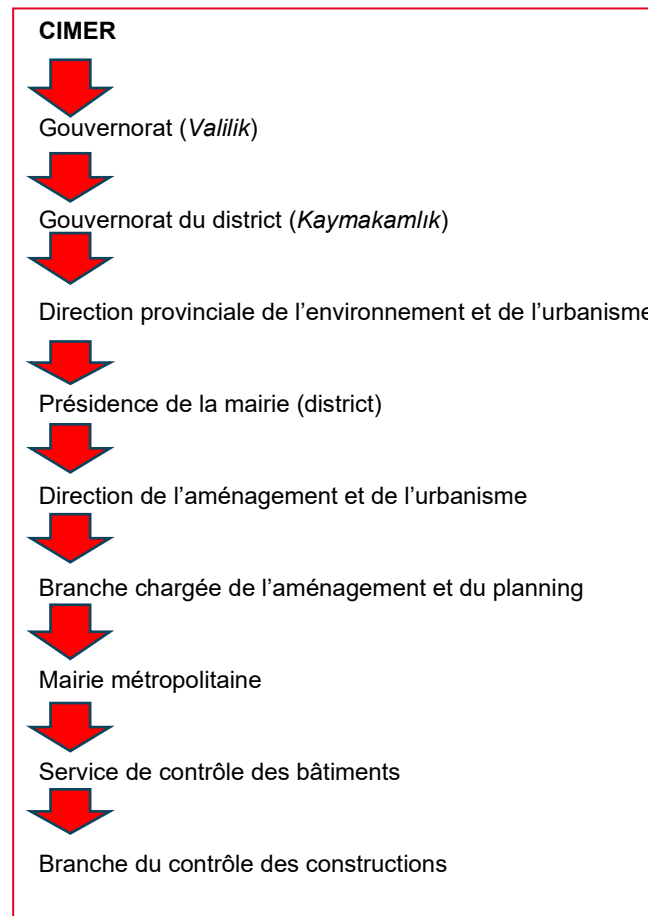 CIMER
Gouvernorat (Valilik)
Gouvernorat du district (Kaymakamlık)
Direction provinciale de l’environnement et de l’urbanisme
Présidence de la mairie (district)
Direction de l’aménagement et de l’urbanisme
Branche chargée de l’aménagement et du planning
Mairie métropolitaine
Service de contrôle des bâtiments
Branche du contrôle des constructions